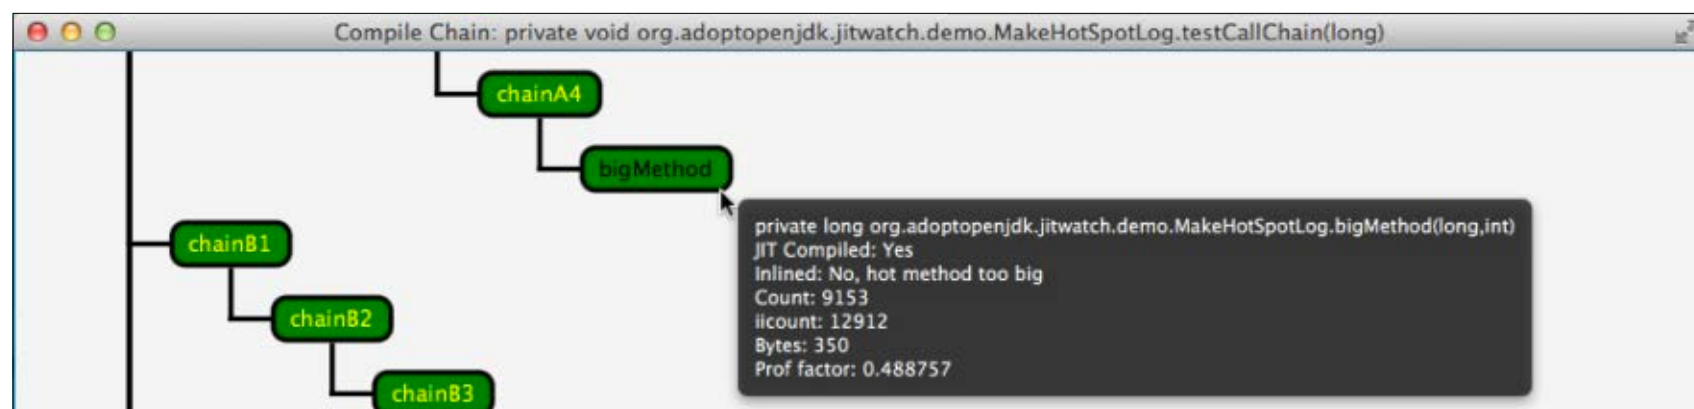 Compile Chain: private void org.adoptopenjdk.jitwatch.demo.MakeHotSpotLog.testCallChain(long)
chainA4
bigMethod
private long org.adoptopenjdk.jitwatch.demo.MakeHotSpotLog.bigMethod(long,int)
JIT Compiled: Yes
Inlined: No, hot method too big
Count: 9153
iicount: 12912
Bytes: 350
Prof factor: 0.488757
chainB1
chainB2
chainB3